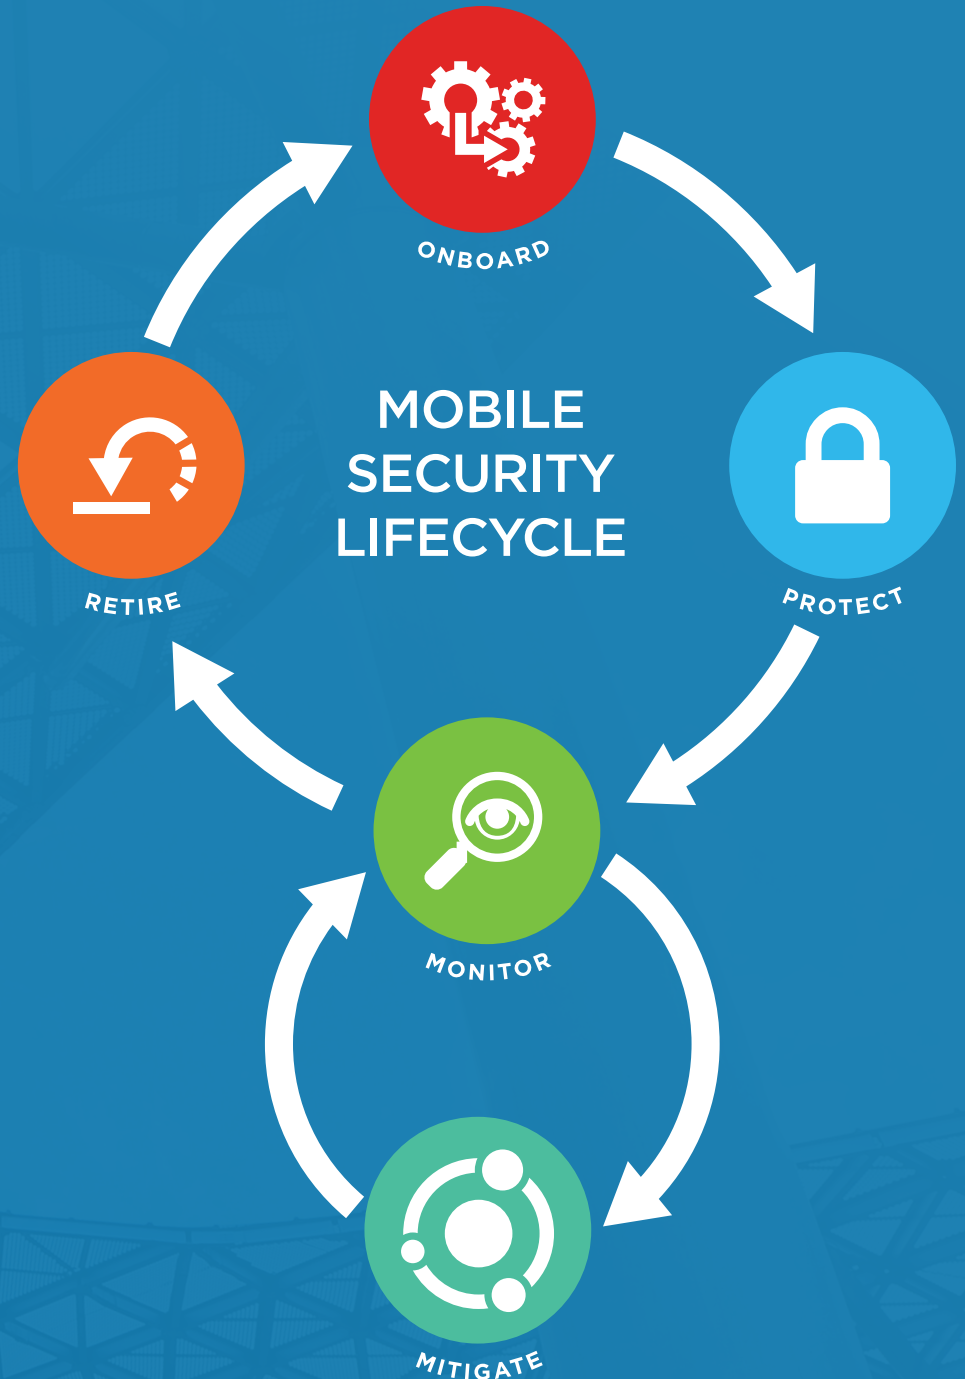 ONBOARD
MOBILE
SECURITY
LIFECYCLE
RETIRE
PROTECT
MONITOR
MITIGATE